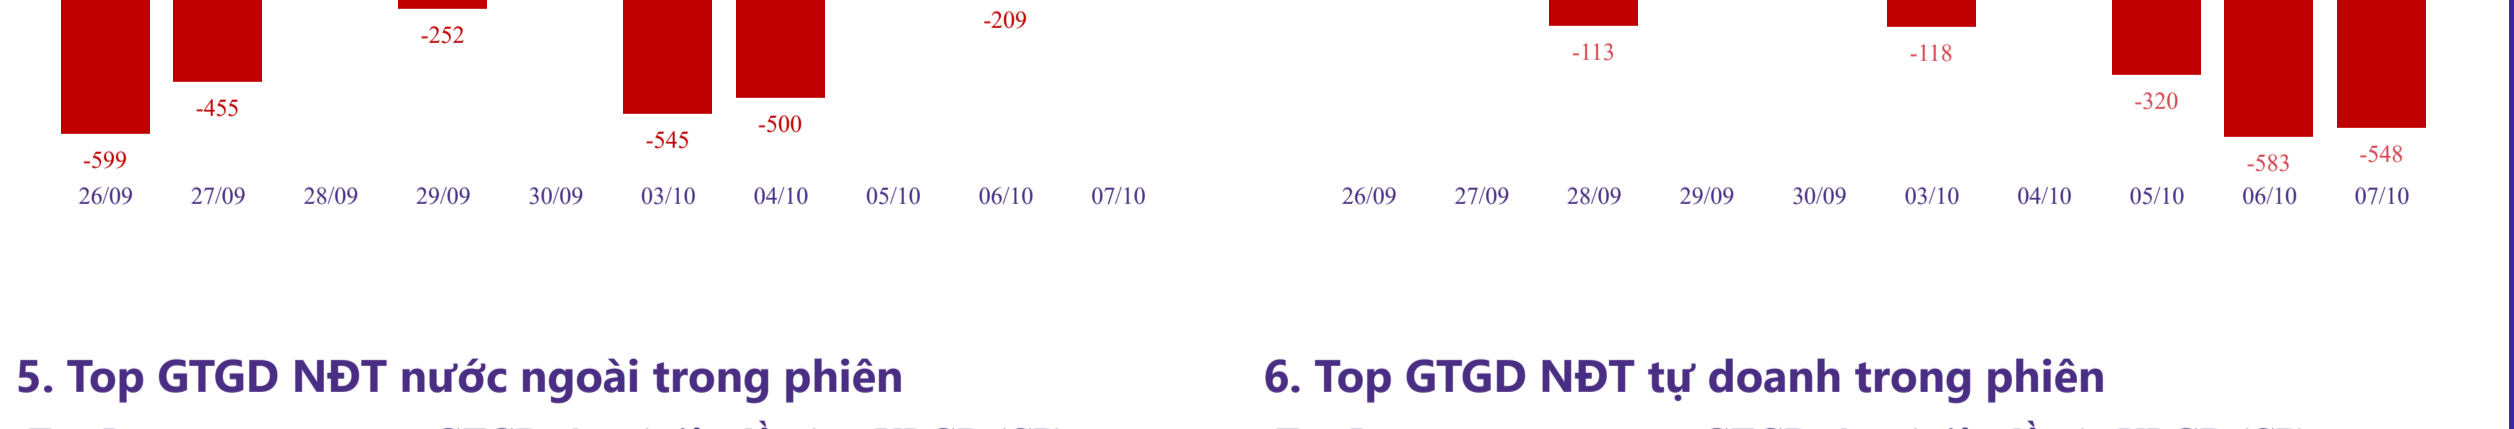 -209
-252
-113
-118
-455
-320
-500
-545
-599
-583
-548
26/09 27/09 28/09 29/09 30/09 03/10 04/10 05/10 06/10 07/10
26/09 27/09 28/09 29/09 30/09 03/10 04/10 05/10 06/10 07/10
5. Top GTGD NĐT nước ngoài trong phiên
6. Top GTGD NĐT tự doanh trong phiên